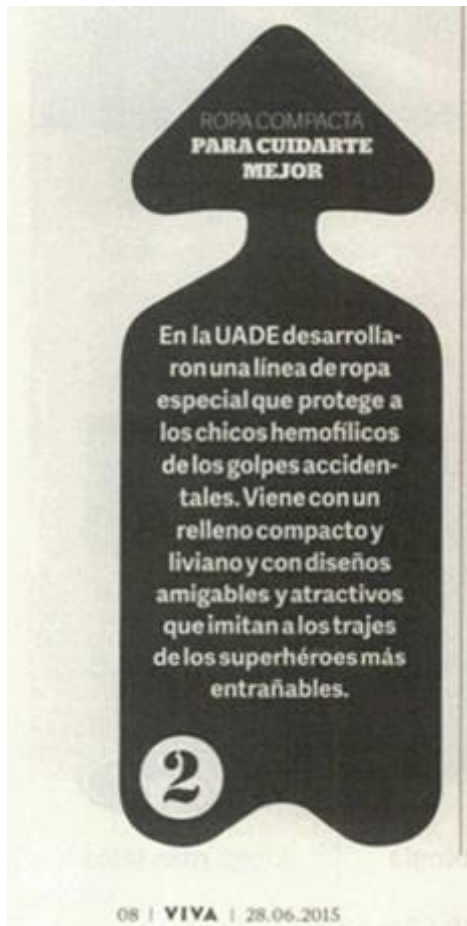 ROPA COMPACTA
PARA CUIDARTE
MEJOR
En la UADE desarrolla-
ron una línea de ropa
especial que protege a
los chicos hemofílicos
de los golpes acciden-
tales. Viene con un
relleno compacto y
liviano y con diseños
amigables y atractivos
que imitan a los trajes
de los superhéroes más
entrañables.
2
08 | VIVA | 28.06.2015